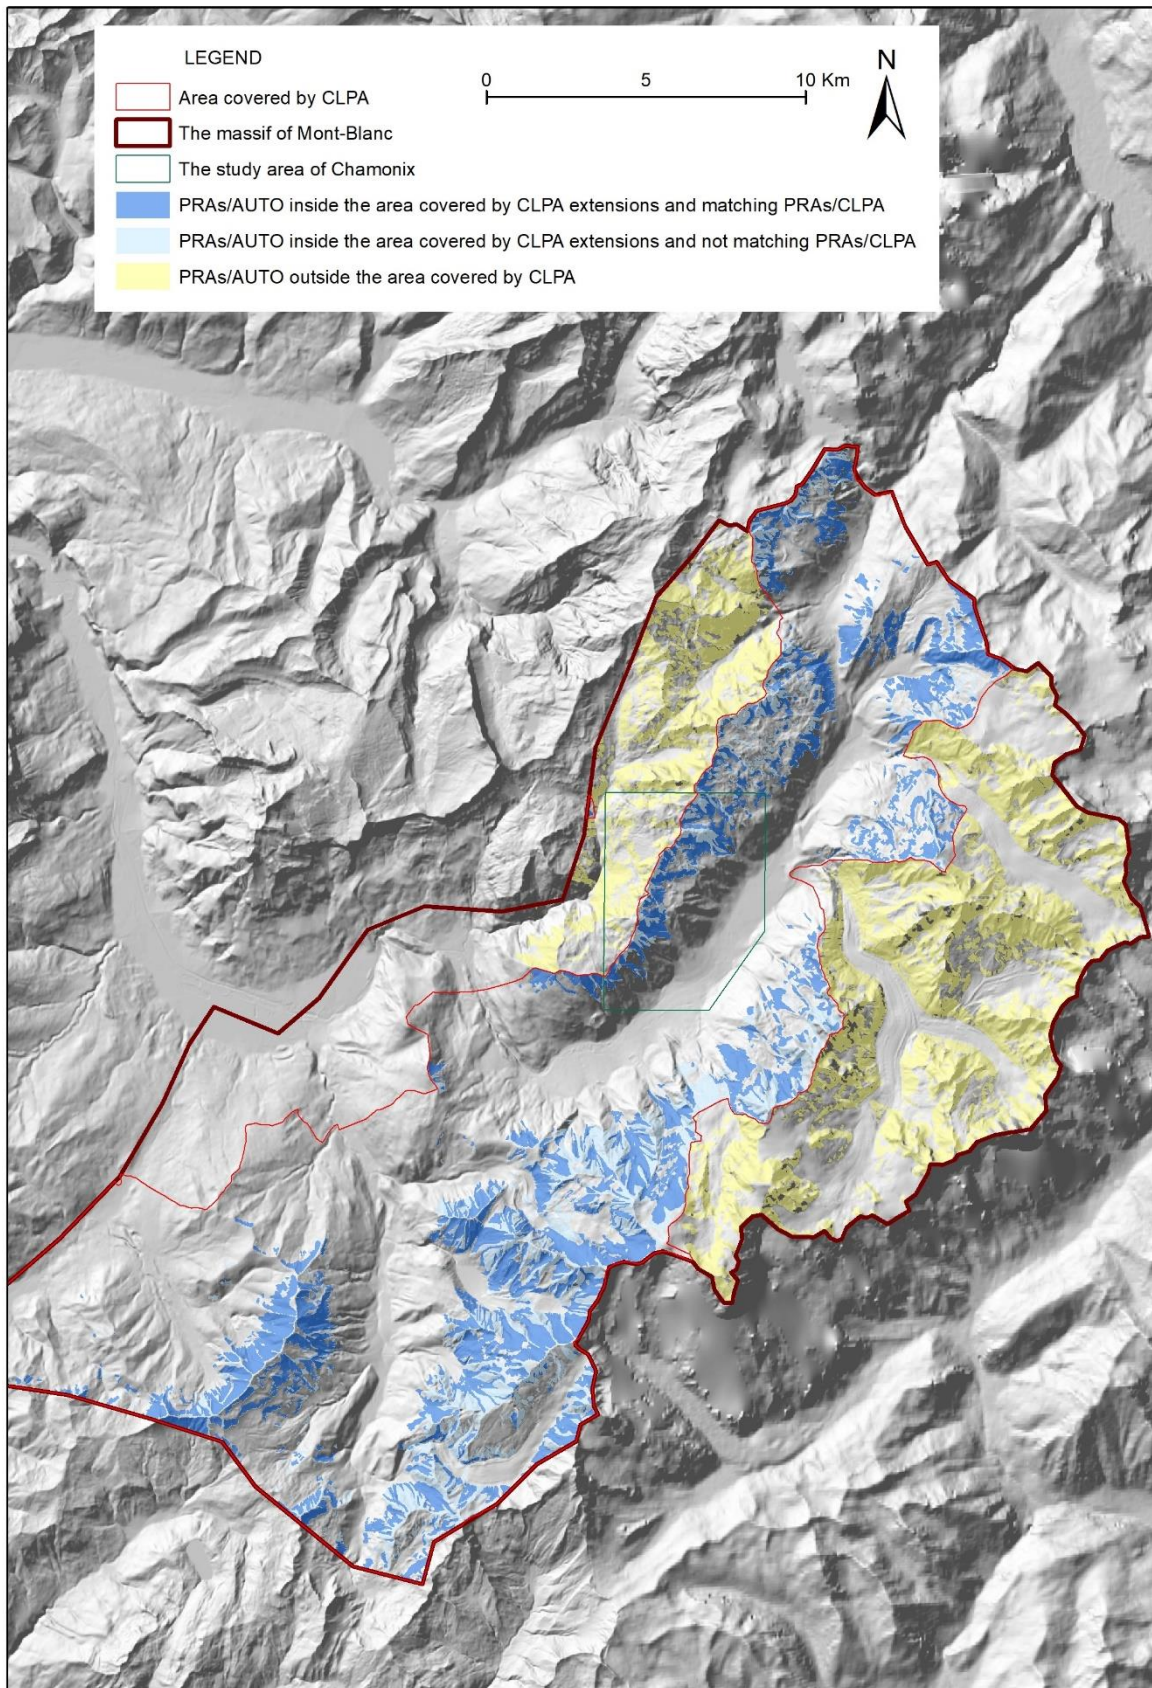 LEGEND
0 5 10 Km
N
Area covered by CLPA
The massif of Mont-Blanc
The study area of Chamonix
PRAs/AUTO inside the area covered by CLPA extensions and matching PRAs/CLPA
PRAs/AUTO inside the area covered by CLPA extensions and not matching PRAs/CLPA
PRAs/AUTO outside the area covered by CLPA